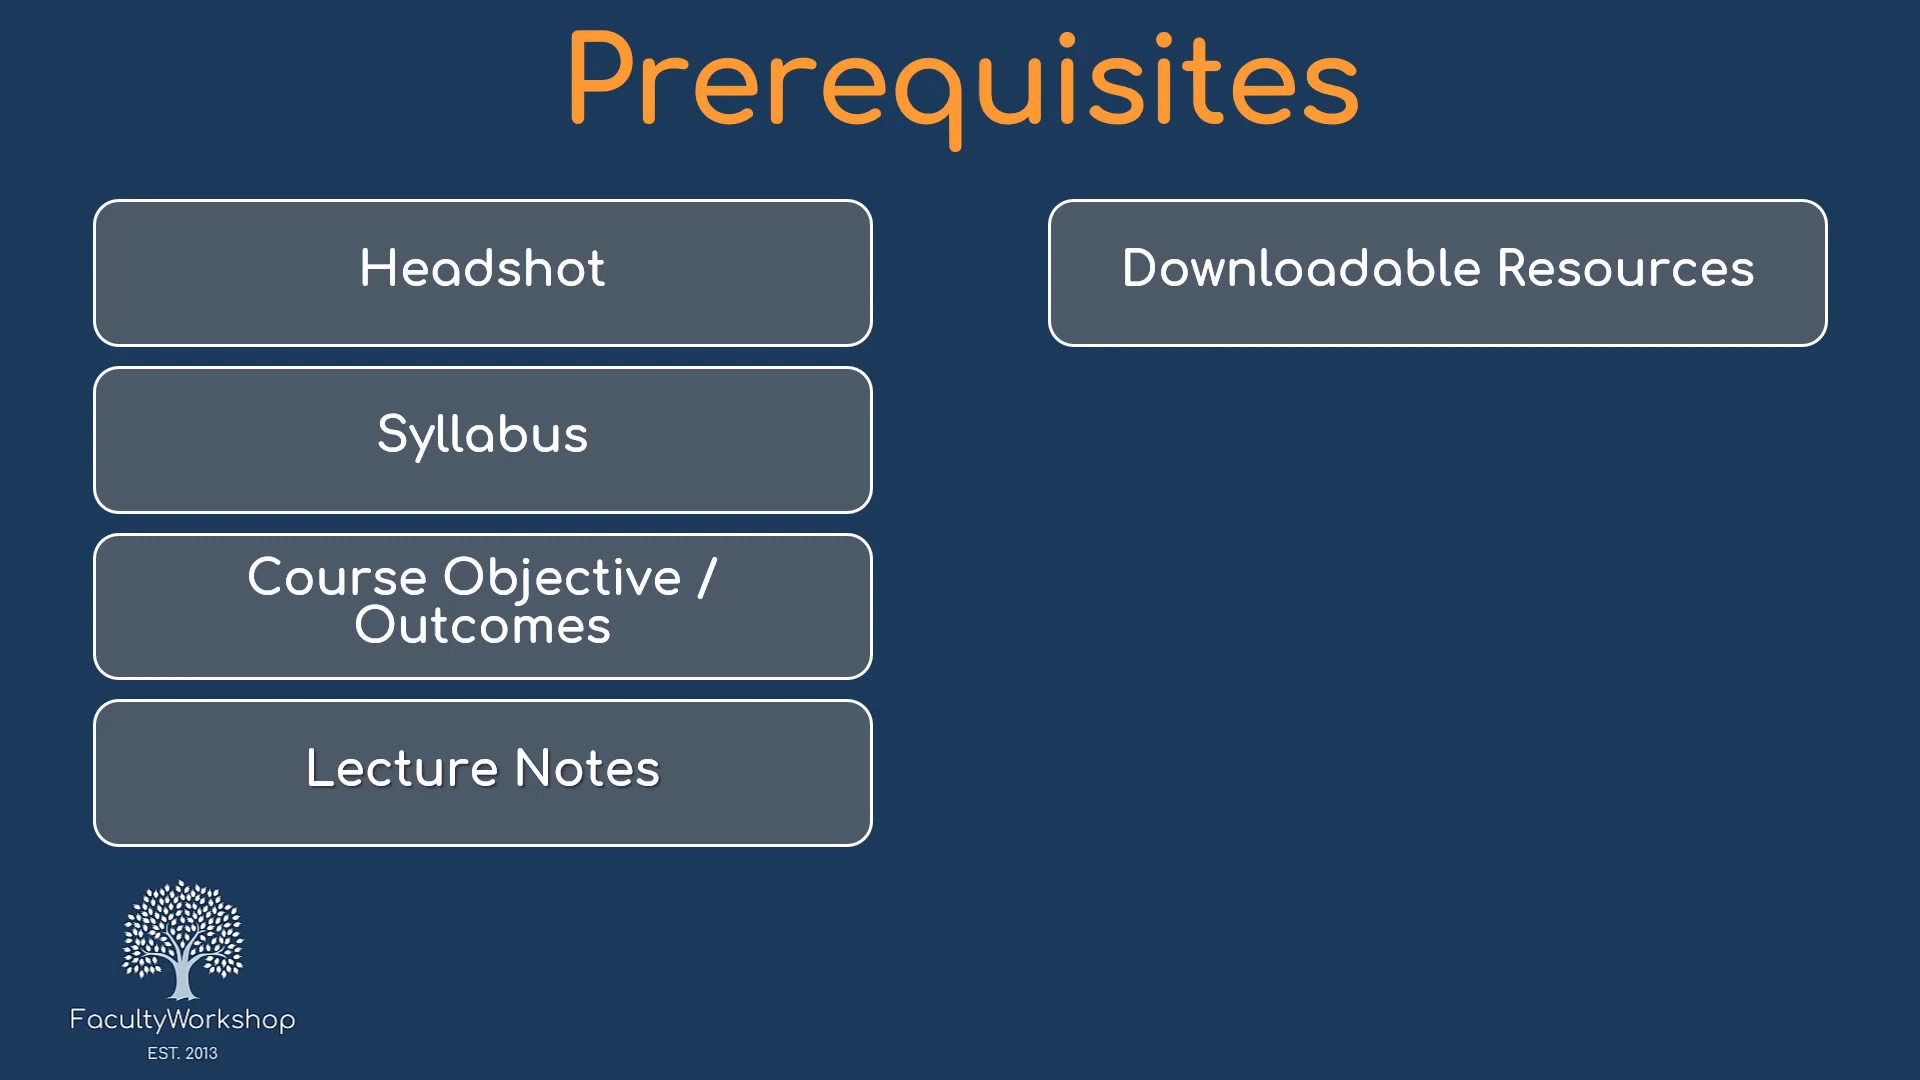 Prerequisites
Headshot
Syllabus
Course Objective /
Outcomes
Lecture Notes
Downloadable Resources
FacultyWorkshop
EST. 2013